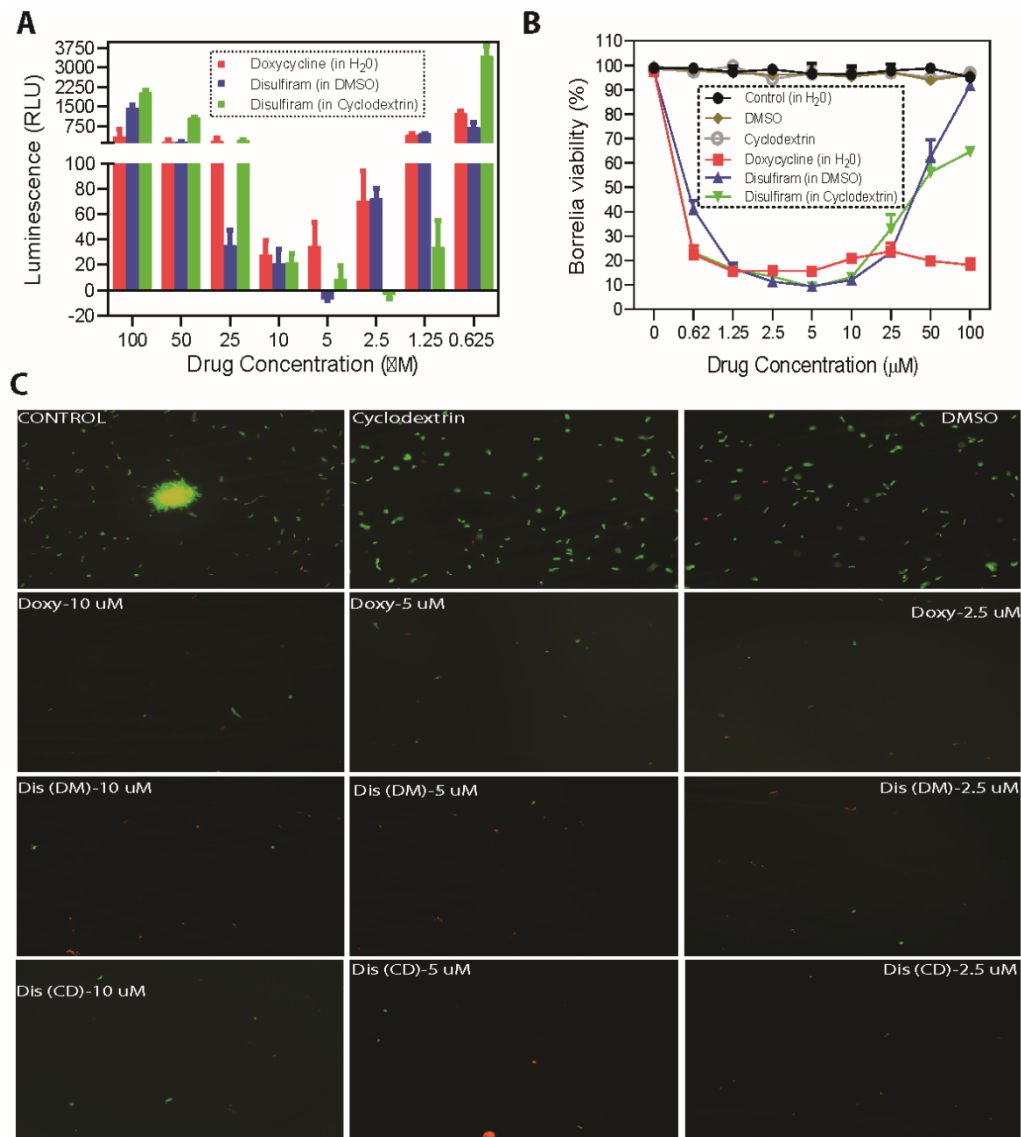 A
3750
3000
2250
1500
750
100
80
60
40
20
0
-20
Luminescence (RLU)
Doxycycline (in H20)
Disulfiram (in DMSO)
Disulfiram (in Cyclodextrin)
100 50 25 10 5 2.5 1.25 0.625
Drug Concentration (M)
B
110
100
90
80
70
60
50
40
30
20
10
0
Borrelia viability (%)
Control (in H20)
DMSO
Cyclodextrin
Doxycycline (in H20)
Disulfiram (in DMSO)
Disulfiram (in Cyclodextrin)
0 0.62 1.25 2.5 5 10 25 50 100
Drug Concentration (μM)
C
CONTROL
Cyclodextrin
DMSO
Doxy-10 uM
Doxy-5 uM
Doxy-2.5 uM
Dis (DM)-10 uM
Dis (DM)-5 uM
Dis (DM)-2.5 uM
Dis (CD)-10 uM
Dis (CD)-5 uM
Dis (CD)-2.5 uM